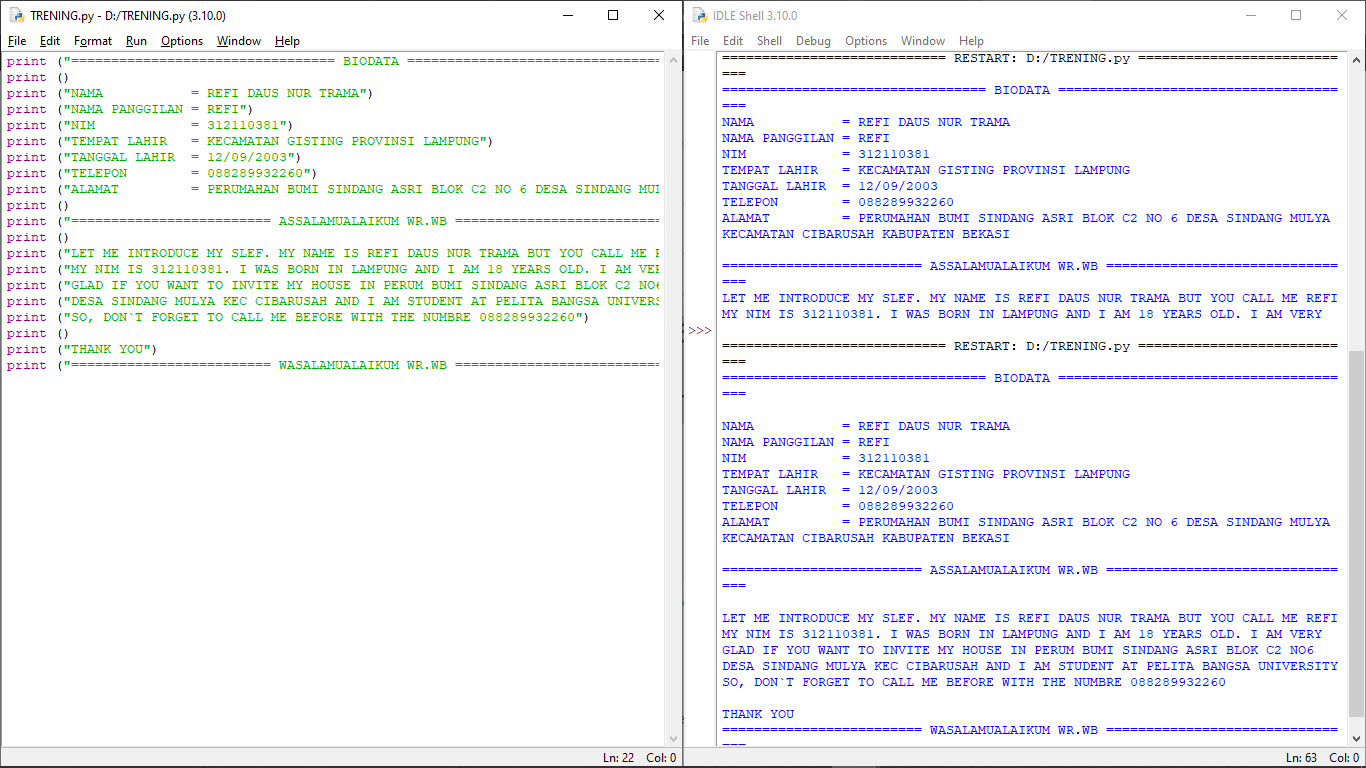 TRENING.py - D:/TRENING.py (3.10.0)
File Edit Format Run Options Window Help
print ("================================= BIODATA ===================================
print ()
print ("NAMA           = REFI DAUS NUR TRAMA")
print ("NAMA PANGGILAN = REFI")
print ("NIM            = 312110381")
print ("TEMPAT LAHIR   = KECAMATAN GISTING PROVINSI LAMPUNG")
print ("TANGGAL LAHIR  = 12/09/2003")
print ("TELEPON        = 088289932260")
print ("ALAMAT         = PERUMAHAN BUMI SINDANG ASRI BLOK C2 NO 6 DESA SINDANG MUL
print ()
print ("========================= ASSALAMUALAIKUM WR.WB ==========================
print ()
print ("LET ME INTRODUCE MY SLEF. MY NAME IS REFI DAUS NUR TRAMA BUT YOU CALL ME R
print ("MY NIM IS 312110381. I WAS BORN IN LAMPUNG AND I AM 18 YEARS OLD. I AM VER
print ("GLAD IF YOU WANT TO INVITE MY HOUSE IN PERUM BUMI SINDANG ASRI BLOK C2 NO6
print ("DESA SINDANG MULYA KEC CIBARUSAH AND I AM STUDENT AT PELITA BANGSA UNIVERS
print ("SO, DON`T FORGET TO CALL ME BEFORE WITH THE NUMBRE 088289932260")
print ()
print ("THANK YOU")
print ("========================= WASALAMUALAIKUM WR.WB ==========================
Ln: 22 Col: 0
IDLE Shell 3.10.0
File Edit Shell Debug Options Window Help
============================ RESTART: D:/TRENING.py =========================
===
================================= BIODATA ===================================
===
NAMA           = REFI DAUS NUR TRAMA
NAMA PANGGILAN = REFI
NIM            = 312110381
TEMPAT LAHIR   = KECAMATAN GISTING PROVINSI LAMPUNG
TANGGAL LAHIR  = 12/09/2003
TELEPON        = 088289932260
ALAMAT         = PERUMAHAN BUMI SINDANG ASRI BLOK C2 NO 6 DESA SINDANG MULYA
KECAMATAN CIBARUSAH KABUPATEN BEKASI
========================= ASSALAMUALAIKUM WR.WB =============================
===
LET ME INTRODUCE MY SLEF. MY NAME IS REFI DAUS NUR TRAMA BUT YOU CALL ME REFI
MY NIM IS 312110381. I WAS BORN IN LAMPUNG AND I AM 18 YEARS OLD. I AM VERY
>>>
============================ RESTART: D:/TRENING.py =========================
===
================================= BIODATA ===================================
===
NAMA           = REFI DAUS NUR TRAMA
NAMA PANGGILAN = REFI
NIM            = 312110381
TEMPAT LAHIR   = KECAMATAN GISTING PROVINSI LAMPUNG
TANGGAL LAHIR  = 12/09/2003
TELEPON        = 088289932260
ALAMAT         = PERUMAHAN BUMI SINDANG ASRI BLOK C2 NO 6 DESA SINDANG MULYA
KECAMATAN CIBARUSAH KABUPATEN BEKASI
========================= ASSALAMUALAIKUM WR.WB =============================
===
LET ME INTRODUCE MY SLEF. MY NAME IS REFI DAUS NUR TRAMA BUT YOU CALL ME REFI
MY NIM IS 312110381. I WAS BORN IN LAMPUNG AND I AM 18 YEARS OLD. I AM VERY
GLAD IF YOU WANT TO INVITE MY HOUSE IN PERUM BUMI SINDANG ASRI BLOK C2 NO6
DESA SINDANG MULYA KEC CIBARUSAH AND I AM STUDENT AT PELITA BANGSA UNIVERSITY
SO, DON`T FORGET TO CALL ME BEFORE WITH THE NUMBRE 088289932260
THANK YOU
========================= WASALAMUALAIKUM WR.WB =============================
===
Ln: 63 Col: 0